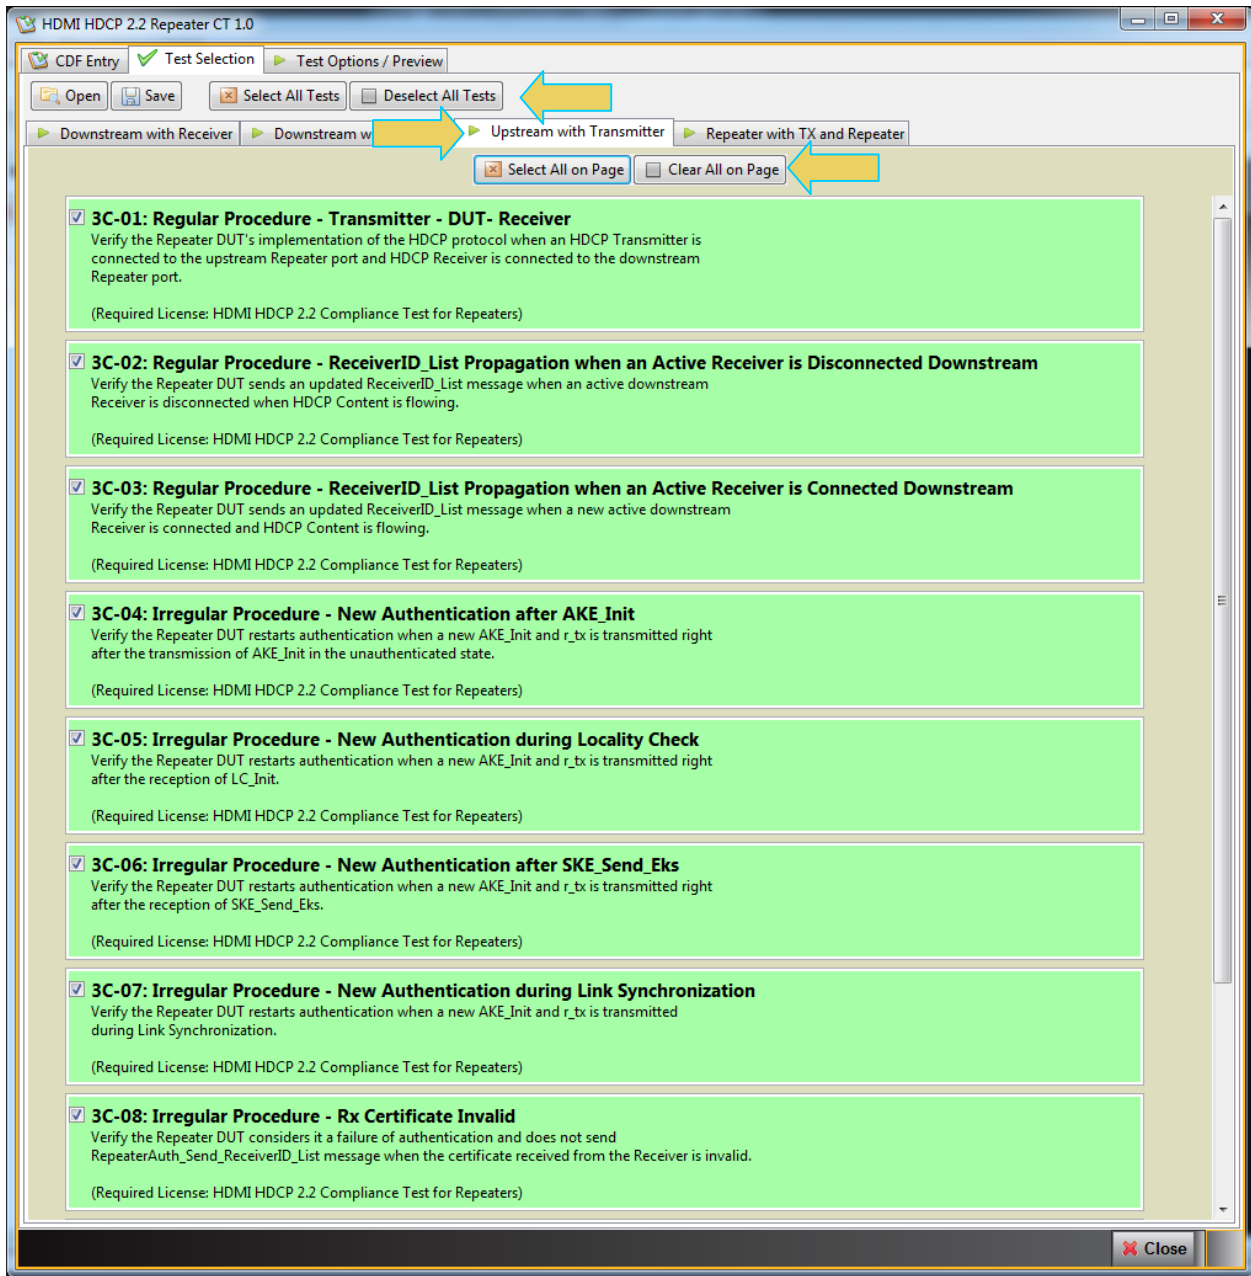 HDMI HDCP 2.2 Repeater CT 1.0
CDF Entry
Test Selection
Test Options / Preview
Open
Save
Select All Tests
Deselect All Tests
Downstream with Receiver
Downstream w
Upstream with Transmitter
Repeater with TX and Repeater
Select All on Page
Clear All on Page
3C-01: Regular Procedure - Transmitter - DUT- Receiver
Verify the Repeater DUT's implementation of the HDCP protocol when an HDCP Transmitter is
connected to the upstream Repeater port and HDCP Receiver is connected to the downstream
Repeater port.
(Required License: HDMI HDCP 2.2 Compliance Test for Repeaters)
3C-02: Regular Procedure - ReceiverID_List Propagation when an Active Receiver is Disconnected Downstream
Verify the Repeater DUT sends an updated ReceiverID_List message when an active downstream
Receiver is disconnected when HDCP Content is flowing.
(Required License: HDMI HDCP 2.2 Compliance Test for Repeaters)
3C-03: Regular Procedure - ReceiverID_List Propagation when an Active Receiver is Connected Downstream
Verify the Repeater DUT sends an updated ReceiverID_List message when a new active downstream
Receiver is connected and HDCP Content is flowing.
(Required License: HDMI HDCP 2.2 Compliance Test for Repeaters)
3C-04: Irregular Procedure - New Authentication after AKE_Init
Verify the Repeater DUT restarts authentication when a new AKE_Init and r_tx is transmitted right
after the transmission of AKE_Init in the unauthenticated state.
(Required License: HDMI HDCP 2.2 Compliance Test for Repeaters)
3C-05: Irregular Procedure - New Authentication during Locality Check
Verify the Repeater DUT restarts authentication when a new AKE_Init and r_tx is transmitted right
after the reception of LC_Init.
(Required License: HDMI HDCP 2.2 Compliance Test for Repeaters)
3C-06: Irregular Procedure - New Authentication after SKE_Send_Eks
Verify the Repeater DUT restarts authentication when a new AKE_Init and r_tx is transmitted right
after the reception of SKE_Send_Eks.
(Required License: HDMI HDCP 2.2 Compliance Test for Repeaters)
3C-07: Irregular Procedure - New Authentication during Link Synchronization
Verify the Repeater DUT restarts authentication when a new AKE_Init and r_tx is transmitted
during Link Synchronization.
(Required License: HDMI HDCP 2.2 Compliance Test for Repeaters)
3C-08: Irregular Procedure - Rx Certificate Invalid
Verify the Repeater DUT considers it a failure of authentication and does not send
RepeaterAuth_Send_ReceiverID_List message when the certificate received from the Receiver is invalid.
(Required License: HDMI HDCP 2.2 Compliance Test for Repeaters)
Close